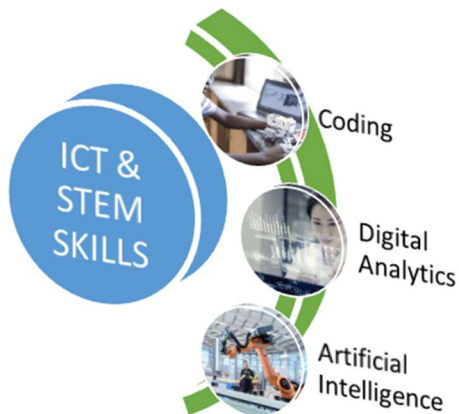 ICT &
STEM
SKILLS
Coding
Digital
Analytics
Artificial
Intelligence